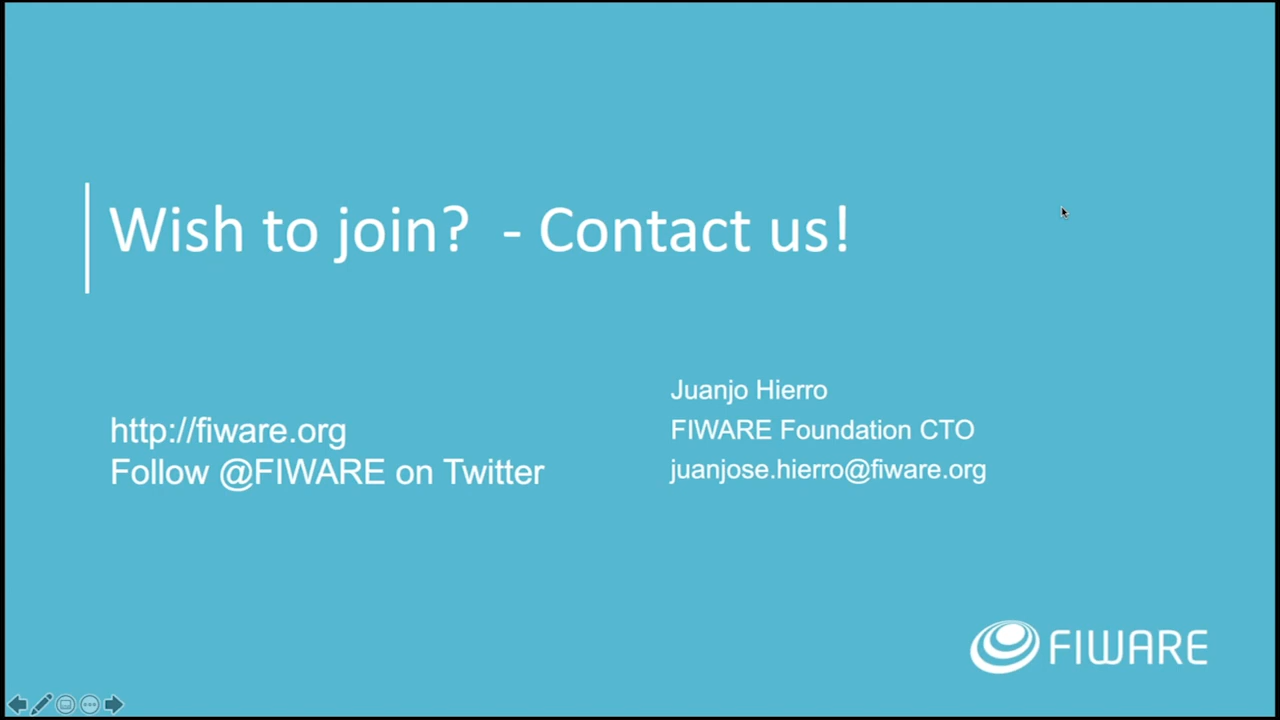 Wish to join?  - Contact us!
http://fiware.org
Follow @FIWARE on Twitter
Juanjo Hierro
FIWARE Foundation CTO
juanjose.hierro@fiware.org
FIWARE